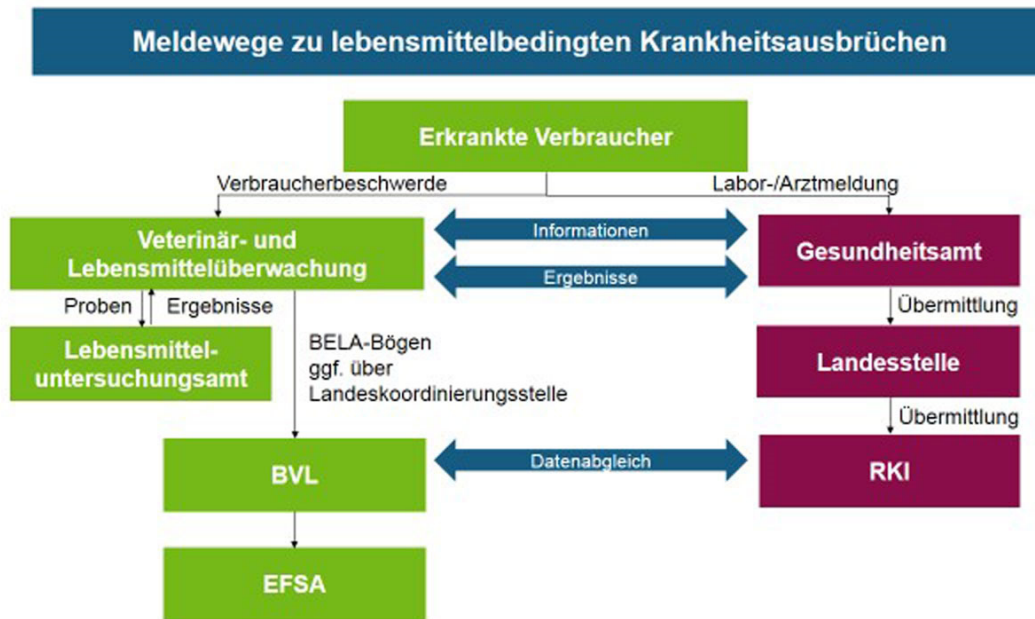 Meldewege zu lebensmittelbedingten Krankheitsausbrüchen
Erkrankte Verbraucher
Verbraucherbeschwerde
Labor-/Arztmeldung
Veterinär- und
Lebensmittelüberwachung
Informationen
Ergebnisse
Gesundheitsamt
Proben
Ergebnisse
Übermittlung
Lebensmittel-
untersuchungsamt
BELA-Bögen
ggf. über
Landeskoordinierungsstelle
Landesstelle
Übermittlung
BVL
Datenabgleich
RKI
EFSA